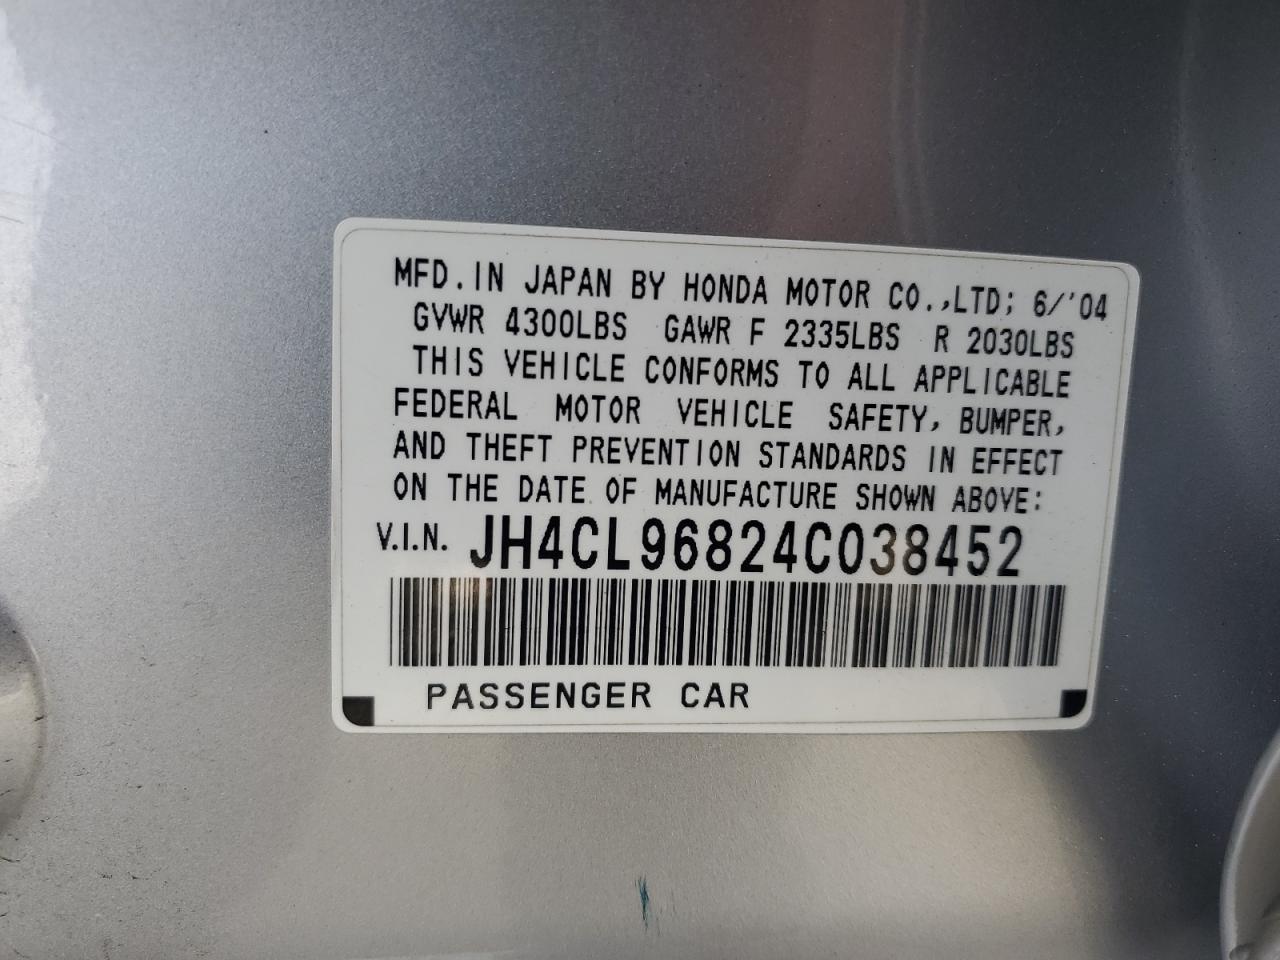 MFD. IN JAPAN BY HONDA MOTOR CO.,LTD; 6/'04
GVWR 4300LBS GAWR F 2335LBS R 2030LBS
THIS VEHICLE CONFORMS TO ALL APPLICABLE
FEDERAL MOTOR VEHICLE SAFETY, BUMPER,
AND THEFT PREVENTION STANDARDS IN EFFECT
ON THE DATE OF MANUFACTURE SHOWN ABOVE:
V.I.N. JH4CL96824C038452
PASSENGER CAR